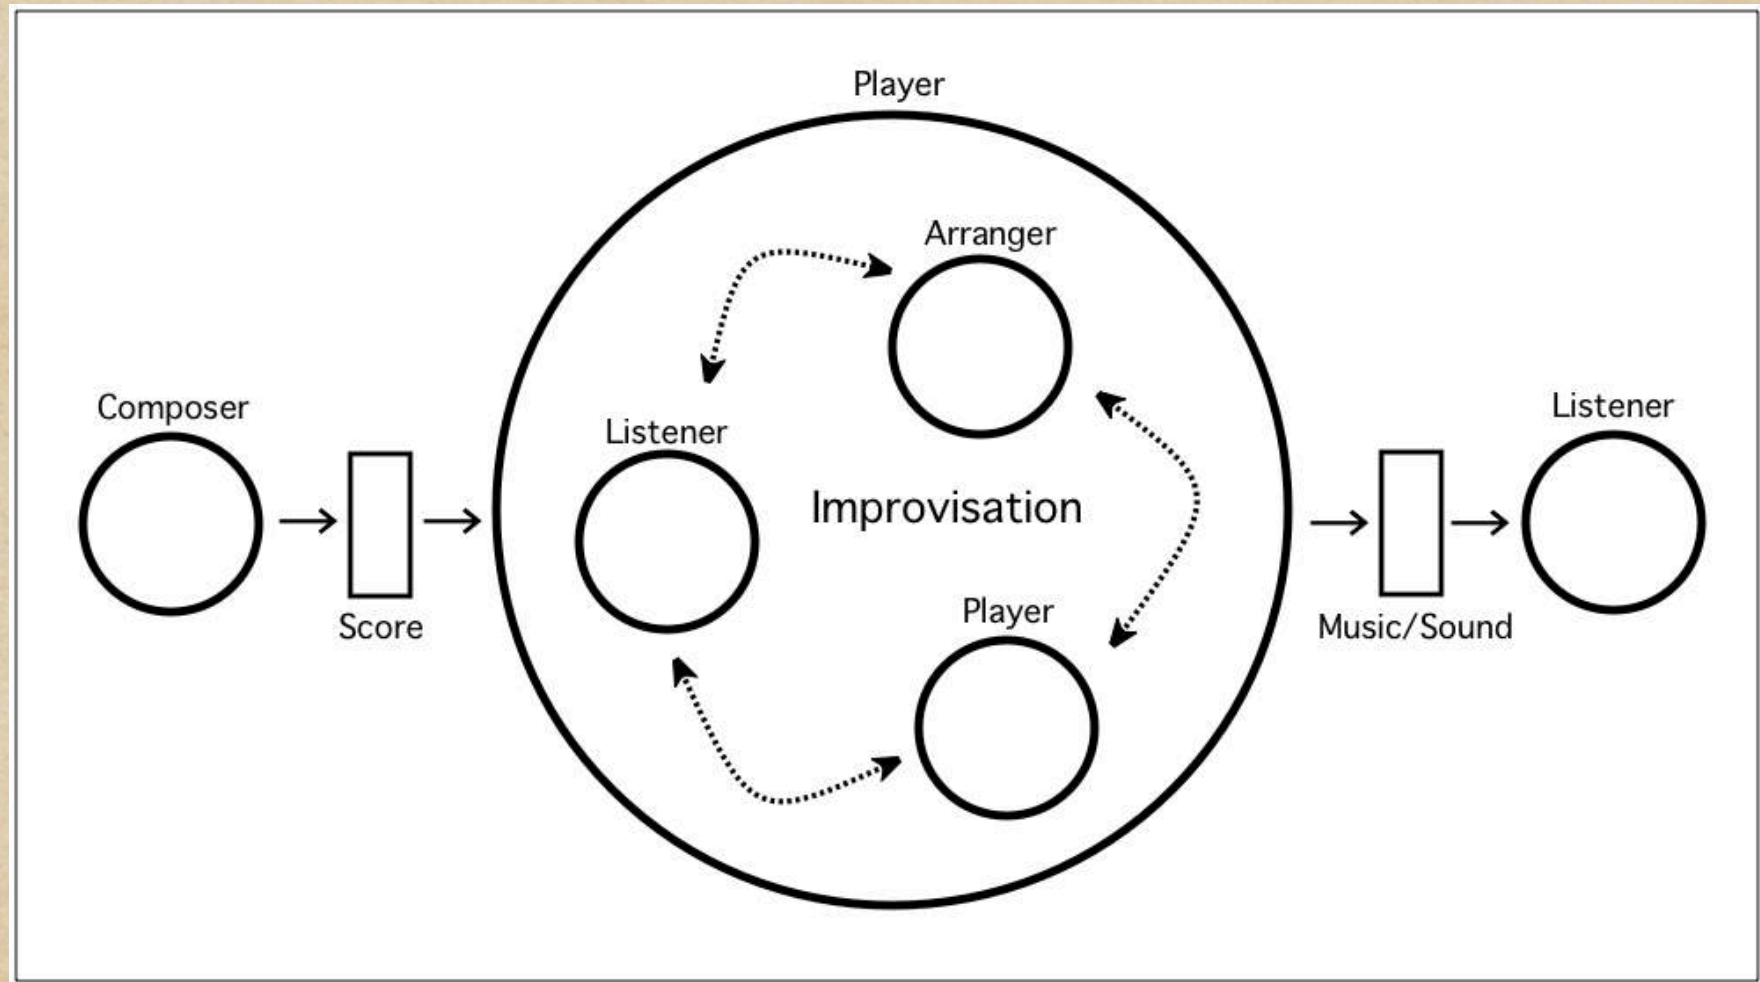 Player
Arranger
Composer
Listener
Listener
Improvisation
Player
Score
Music/Sound